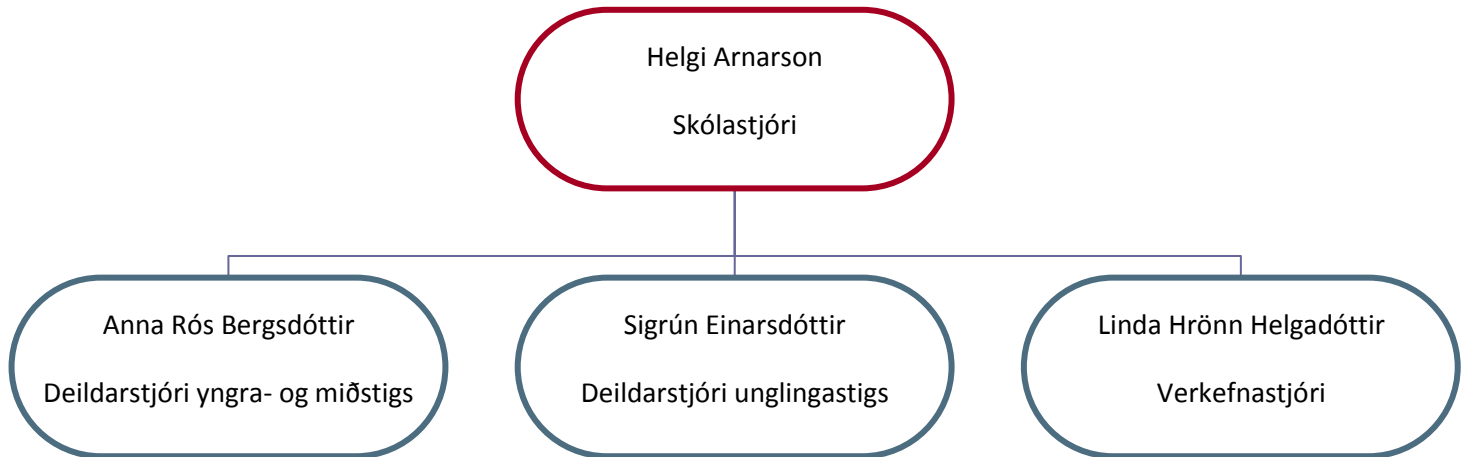 Helgi Arnarson
Skólastjóri
Anna Rós Bergsdóttir
Deildarstjóri yngra- og miðstigs
Sigrún Einarsdóttir
Deildarstjóri unglingastigs
Linda Hrönn Helgadóttir
Verkefnastjóri